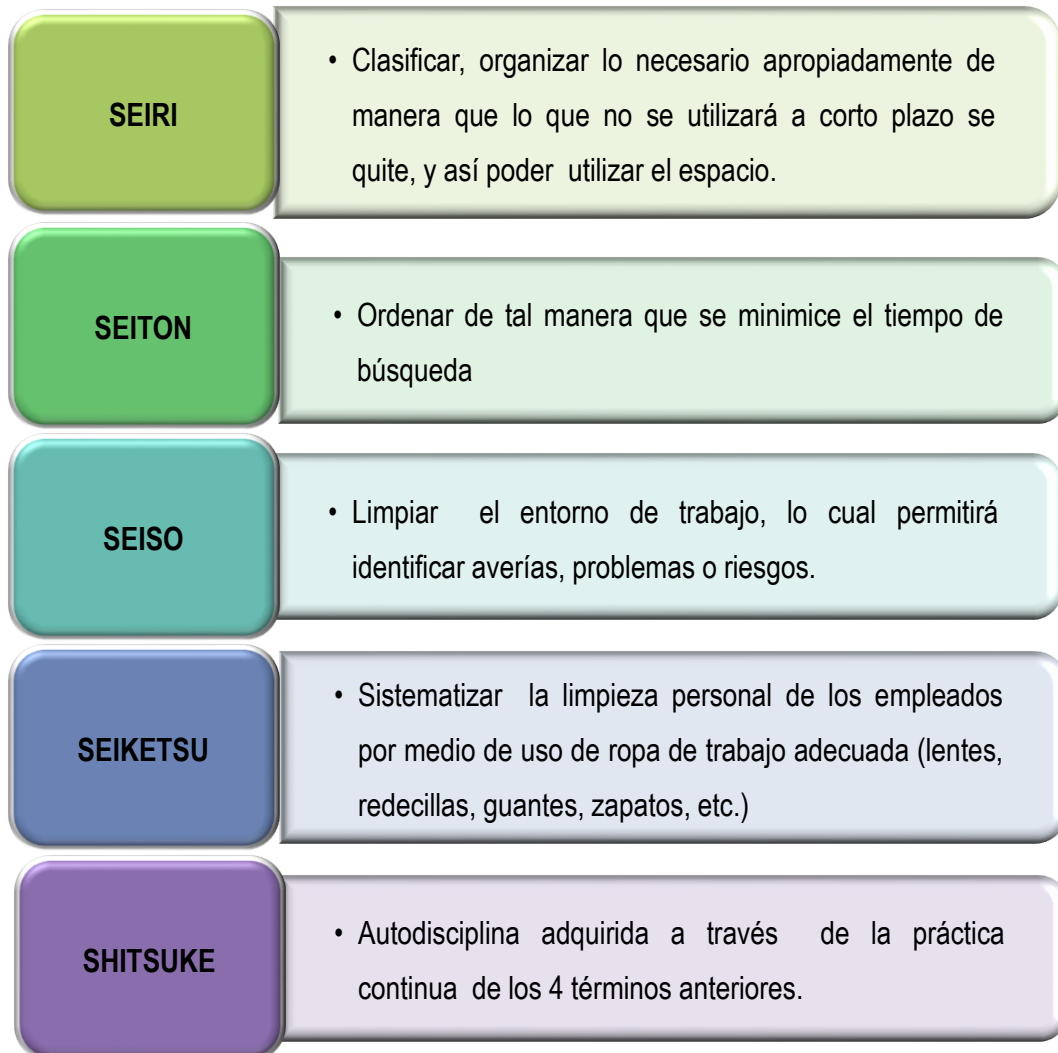 SEIRI
• Clasificar, organizar lo necesario apropiadamente de
manera que lo que no se utilizará a corto plazo se
quite, y así poder utilizar el espacio.
SEITON
• Ordenar de tal manera que se minimice el tiempo de
búsqueda
SEISO
• Limpiar el entorno de trabajo, lo cual permitirá
identificar averías, problemas o riesgos.
SEIKETSU
• Sistematizar la limpieza personal de los empleados
por medio de uso de ropa de trabajo adecuada (lentes,
redecillas, guantes, zapatos, etc.)
SHITSUKE
• Autodisciplina adquirida a través de la práctica
continua de los 4 términos anteriores.